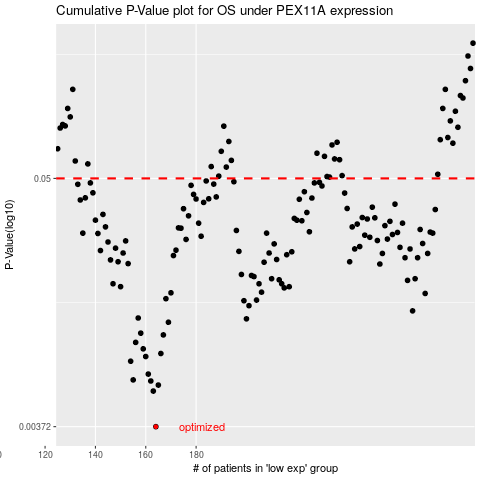 Cumulative P-Value plot for OS under PEX11A expression
P-Value(log10)
0.05
0.00372
optimized
0 120 140 160 180
# of patients in 'low exp' group